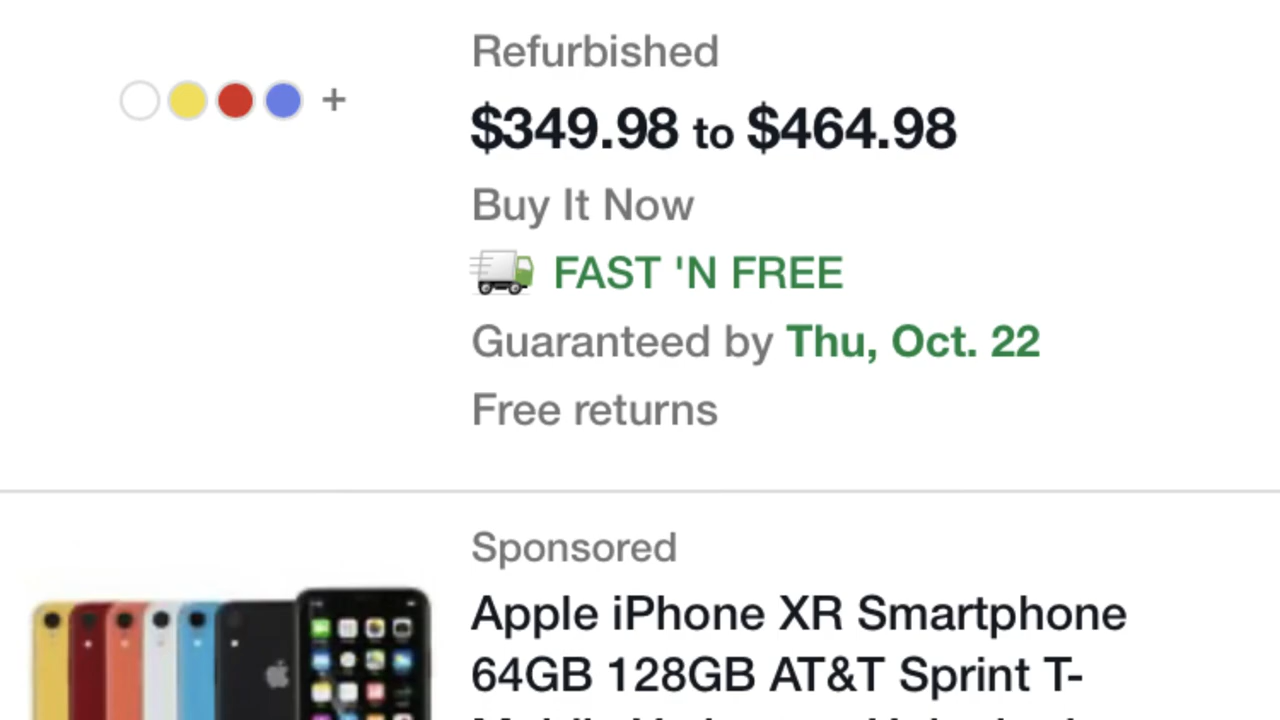 Refurbished
+
$349.98 to $464.98
Buy It Now
FAST 'N FREE
Guaranteed by Thu, Oct. 22
Free returns
Sponsored
Apple iPhone XR Smartphone
64GB 128GB AT&T Sprint T-